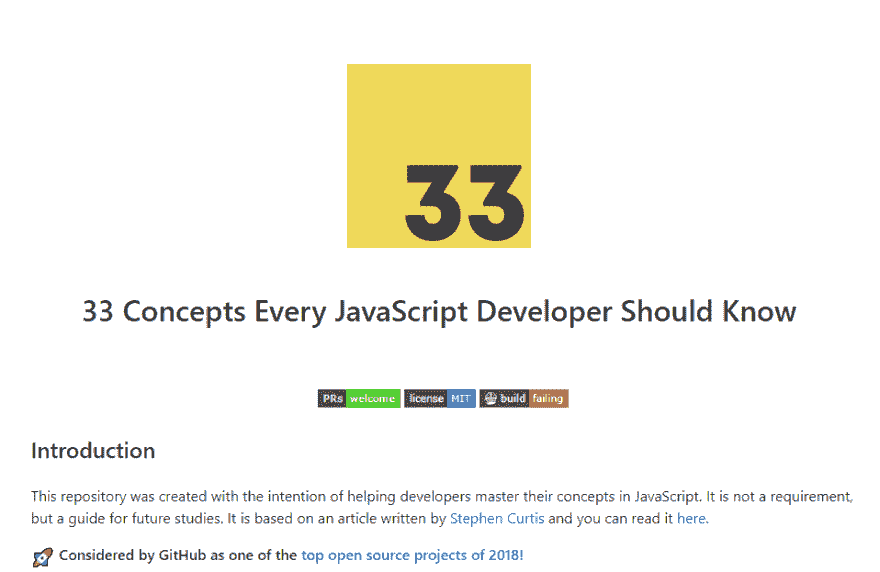 33
33 Concepts Every JavaScript Developer Should Know
PRs welcome license MIT build failing
Introduction
This repository was created with the intention of helping developers master their concepts in JavaScript. It is not a requirement,
but a guide for future studies. It is based on an article written by Stephen Curtis and you can read it here.
Considered by GitHub as one of the top open source projects of 2018!